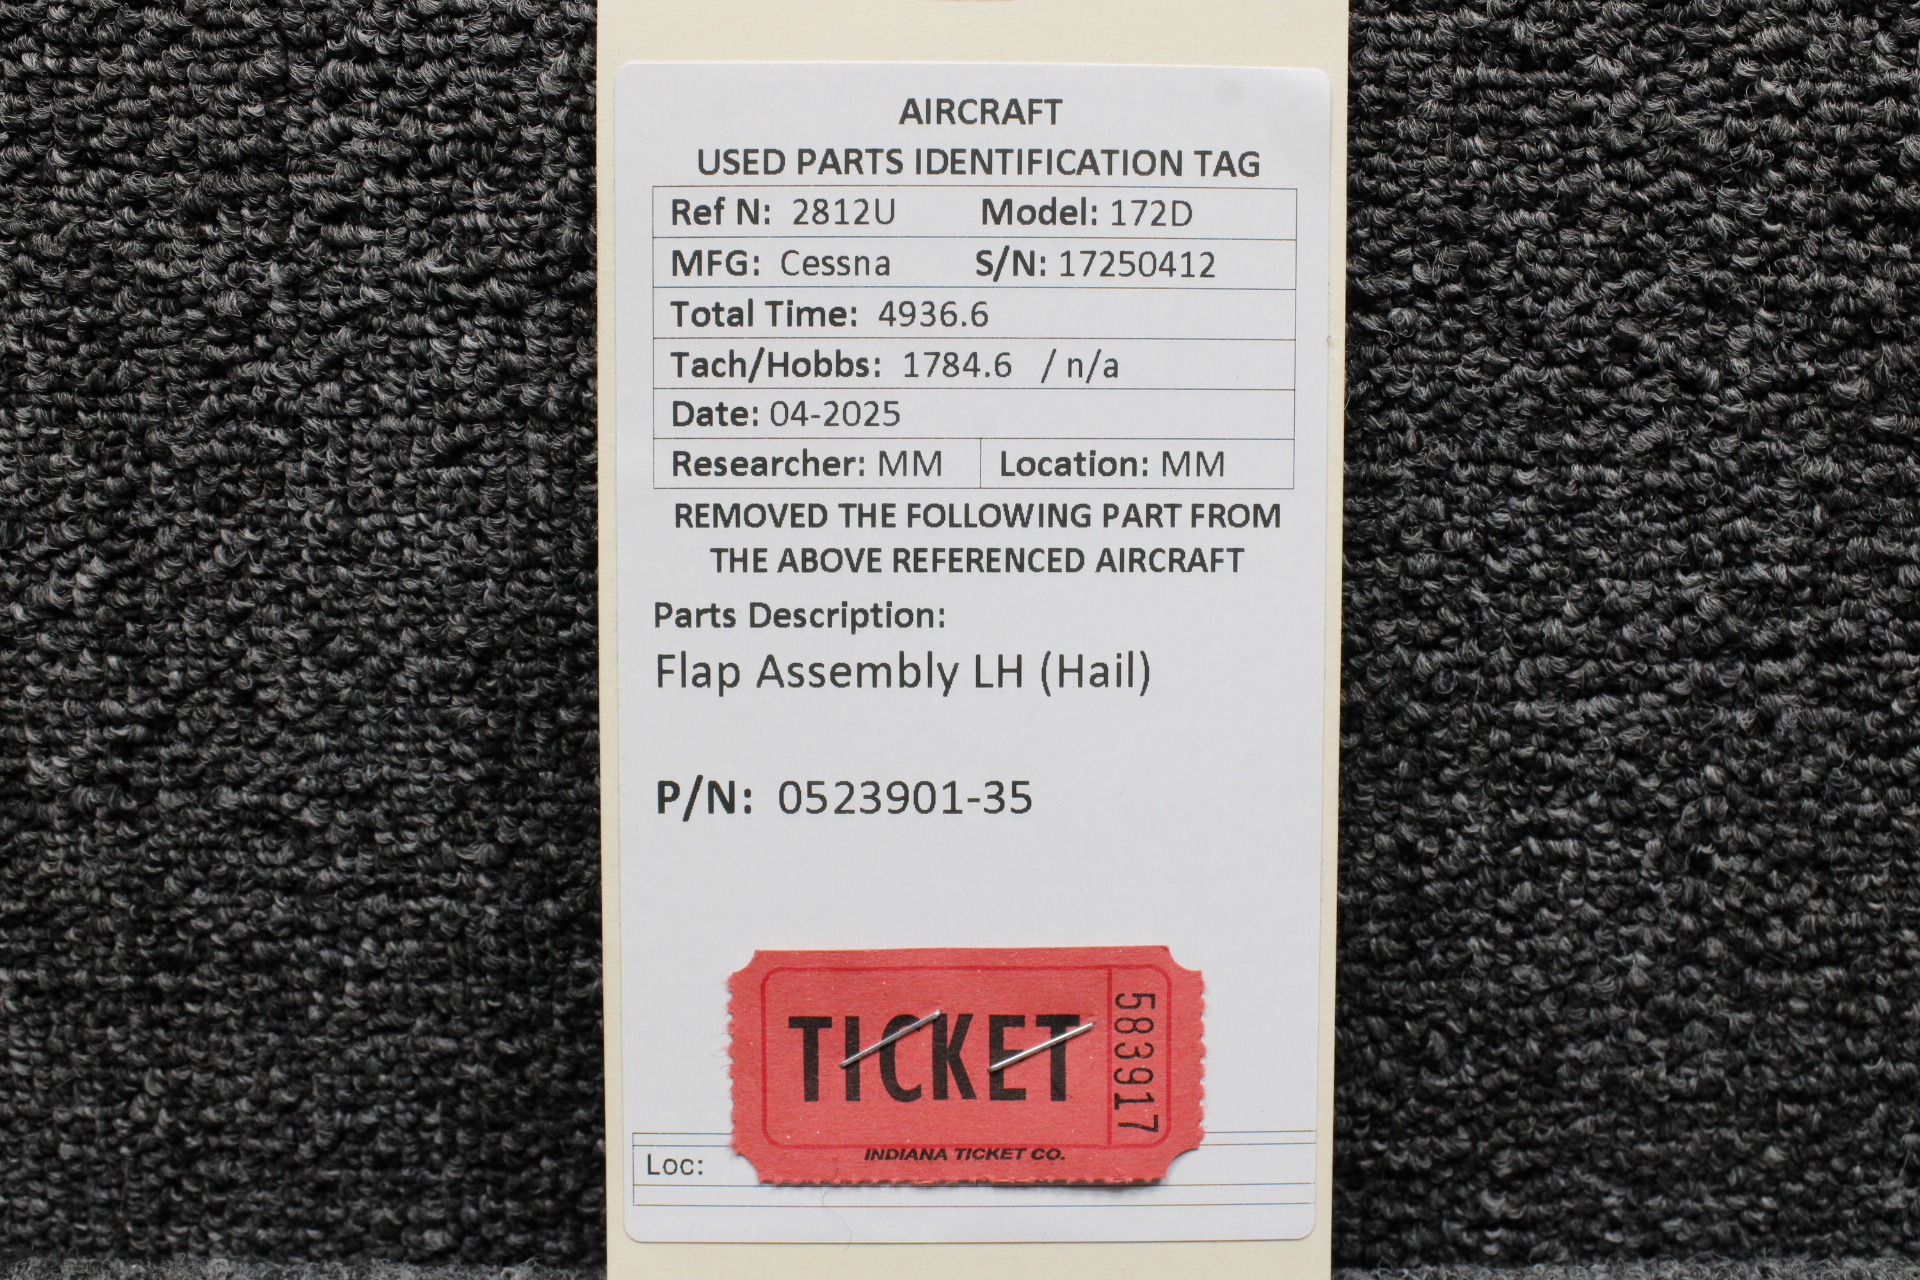 AIRCRAFT
USED PARTS IDENTIFICATION TAG
Ref N: 2812U Model: 172D
MFG: Cessna S/N: 17250412
Total Time: 4936.6
Tach/Hobbs: 1784.6 / n/a
Date: 04-2025
Researcher: MM Location: MM
REMOVED THE FOLLOWING PART FROM
THE ABOVE REFERENCED AIRCRAFT
Parts Description:
Flap Assembly LH (Hail)
P/N: 0523901-35
TICKET
583917
INDIANA TICKET CO.
Loc: